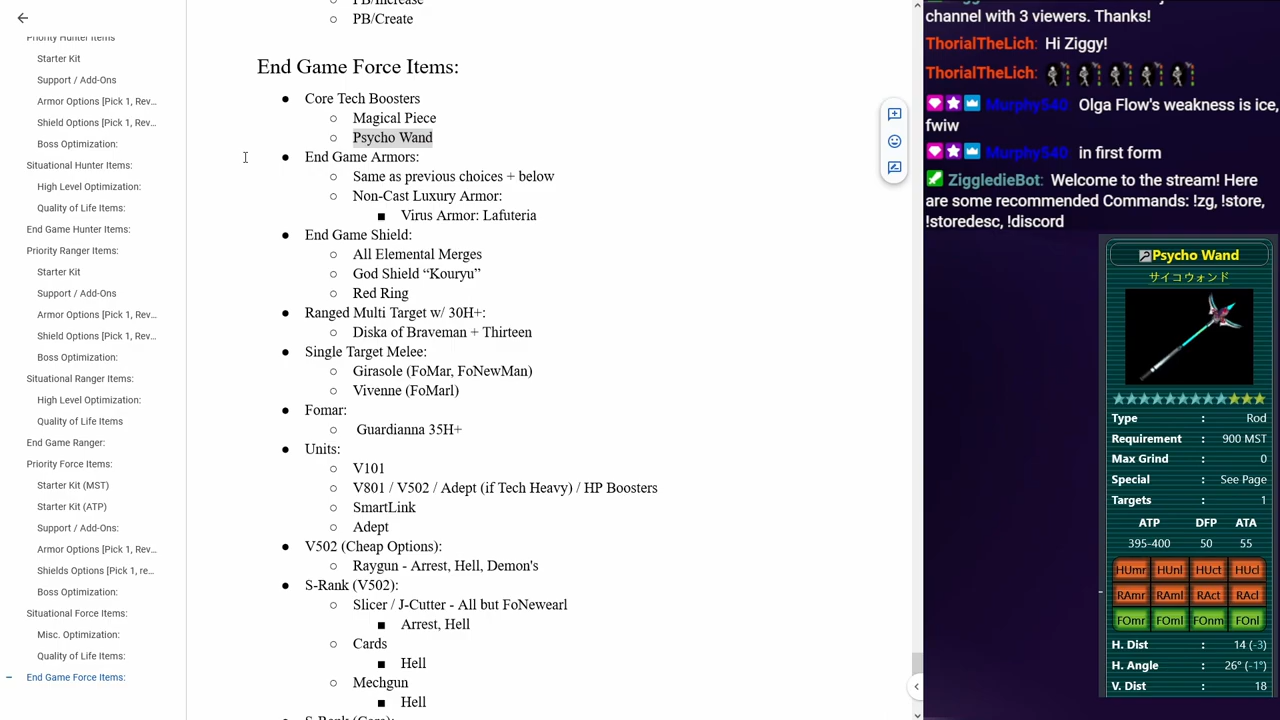 Priority Hunter Items
Starter Kit
Support / Add-Ons
Armor Options [Pick 1, Rev...
Shield Options [Pick 1, Rev...
Boss Optimization:
Situational Hunter Items:
High Level Optimization:
Quality of Life Items:
End Game Hunter Items:
Priority Ranger Items:
Starter Kit
Support / Add-Ons
Armor Options [Pick 1, Rev...
Shield Options [Pick 1, Rev...
Boss Optimization:
Situational Ranger Items:
High Level Optimization:
Quality of Life Items
End Game Ranger:
Priority Force Items:
Starter Kit (MST)
Starter Kit (ATP)
Support / Add-Ons:
Armor Options [Pick 1, Rev...
Shields Options [Pick 1, re...
Boss Optimization:
Situational Force Items:
Misc. Optimization:
Quality of Life Items:
End Game Force Items:
PB/Increase
PB/Create
End Game Force Items:
Core Tech Boosters
Magical Piece
Psycho Wand
End Game Armors:
Same as previous choices + below
Non-Cast Luxury Armor:
Virus Armor: Lafuteria
End Game Shield:
All Elemental Merges
God Shield “Kouryu”
Red Ring
Ranged Multi Target w/ 30H+:
Diska of Braveman + Thirteen
Single Target Melee:
Girasole (FoMar, FoNewMan)
Vivenne (FoMarl)
Fomar:
Guardianna 35H+
Units:
V101
V801 / V502 / Adept (if Tech Heavy) / HP Boosters
SmartLink
Adept
V502 (Cheap Options):
Raygun - Arrest, Hell, Demon's
S-Rank (V502):
Slicer / J-Cutter - All but FoNewearl
Arrest, Hell
Cards
Hell
Mechgun
Hell
S-Rank (Core):
channel with 3 viewers. Thanks!
ThorialTheLich: Hi Ziggy!
ThorialTheLich:
Murphy540: Olga Flow's weakness is ice,
fwiw
Murphy540: in first form
ZiggledieBot: Welcome to the stream! Here
are some recommended Commands: !zg, !store,
!storedesc, !discord
Psycho Wand
サイコウォンド
Type : Rod
Requirement : 900 MST
Max Grind : 0
Special : See Page
Targets : 1
ATP DFP ATA
395-400 50 55
HUmr HUnl HUct HUcl
RAmr RAml RAct RAcl
FOmr FOml FOnm FOnl
H. Dist : 14 (-3)
H. Angle : 26° (-1°)
V. Dist : 18